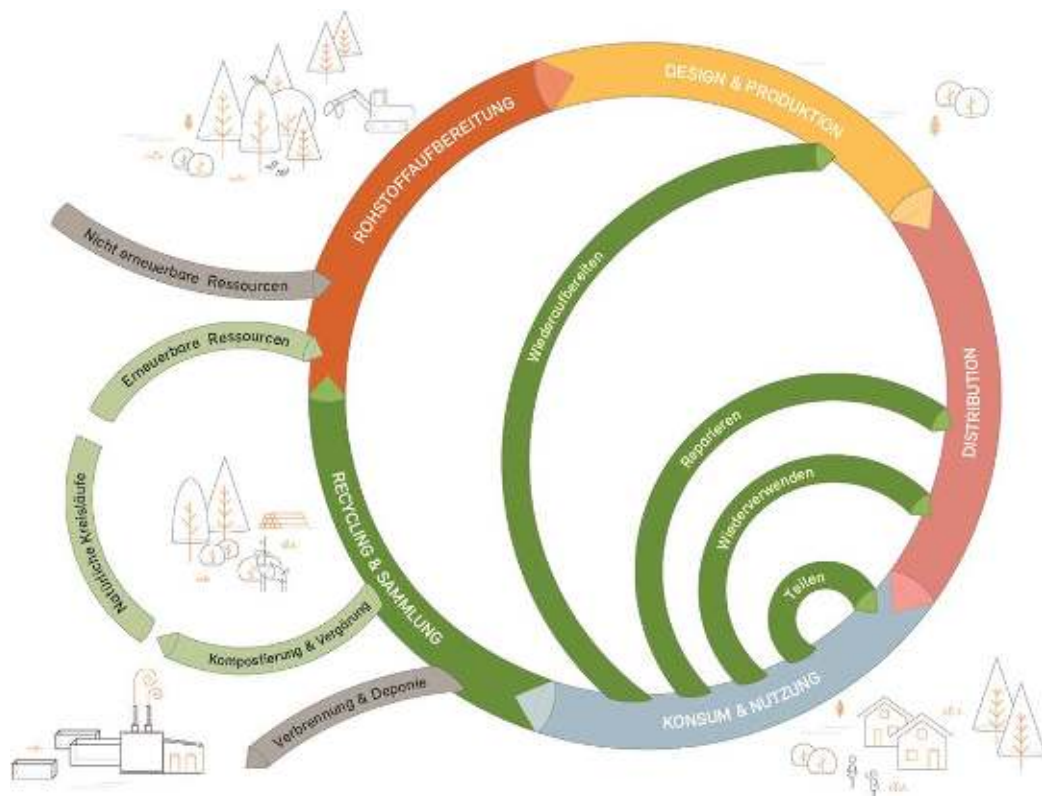 DESIGN & PRODUKTION
ROHSTOFFAUFBEREITUNG
Nicht erneuerbare Ressourcen
Wiederaufbereiten
Erneuerbare Ressourcen
DISTRIBUTION
Reparieren
Wiederverwenden
Natürliche Kreisläufe
RECYCLING & SAMMLUNG
Teilen
Kompostierung & Vergärung
KONSUM & NUTZUNG
Verbrennung & Deponie